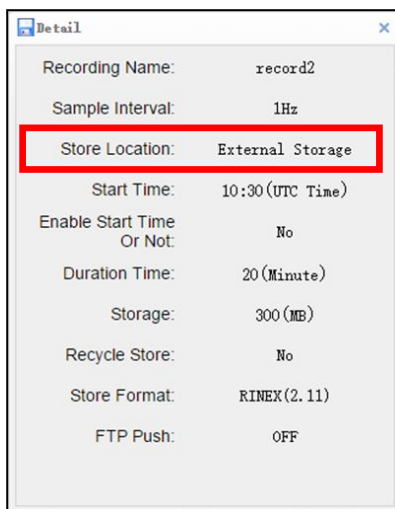 Detail
Recording Name: record2
Sample Interval: 1Hz
Store Location: External Storage
Start Time: 10:30(UTC Time)
Enable Start Time
Or Not: No
Duration Time: 20(Minute)
Storage: 300(MB)
Recycle Store: No
Store Format: RINEX(2.11)
FTP Push: OFF